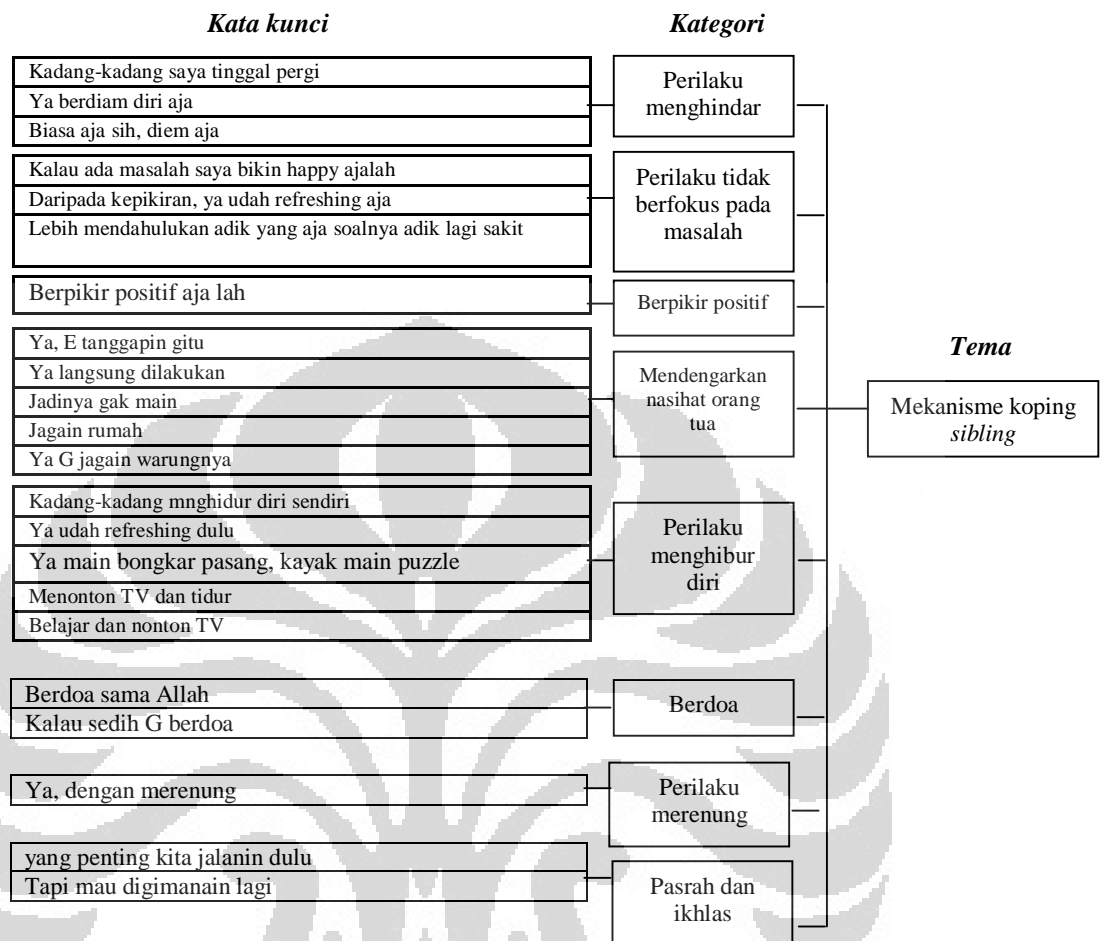 Kata kunci
Kategori
Kadang-kadang saya tinggal pergi
Ya berdiam diri aja
Biasa aja sih, diem aja
Perilaku
menghindar
Kalau ada masalah saya bikin happy ajalah
Daripada kepikiran, ya udah refreshing aja
Lebih mendahulukan adik yang aja soalnya adik lagi sakit
Perilaku tidak
berfokus pada
masalah
Berpikir positif aja lah
Berpikir positif
Ya, E tanggapin gitu
Ya langsung dilakukan
Jadinya gak main
Jagain rumah
Ya G jagain warungnya
Mendengarkan
nasihat orang
tua
Tema
Mekanisme koping
sibling
Kadang-kadang mnghidur diri sendiri
Ya udah refreshing dulu
Ya main bongkar pasang, kayak main puzzle
Menonton TV dan tidur
Belajar dan nonton TV
Perilaku
menghibur
diri
Berdoa sama Allah
Kalau sedih G berdoa
Berdoa
Ya, dengan merenung
Perilaku
merenung
yang penting kita jalanin dulu
Tapi mau digimanain lagi
Pasrah dan
ikhlas